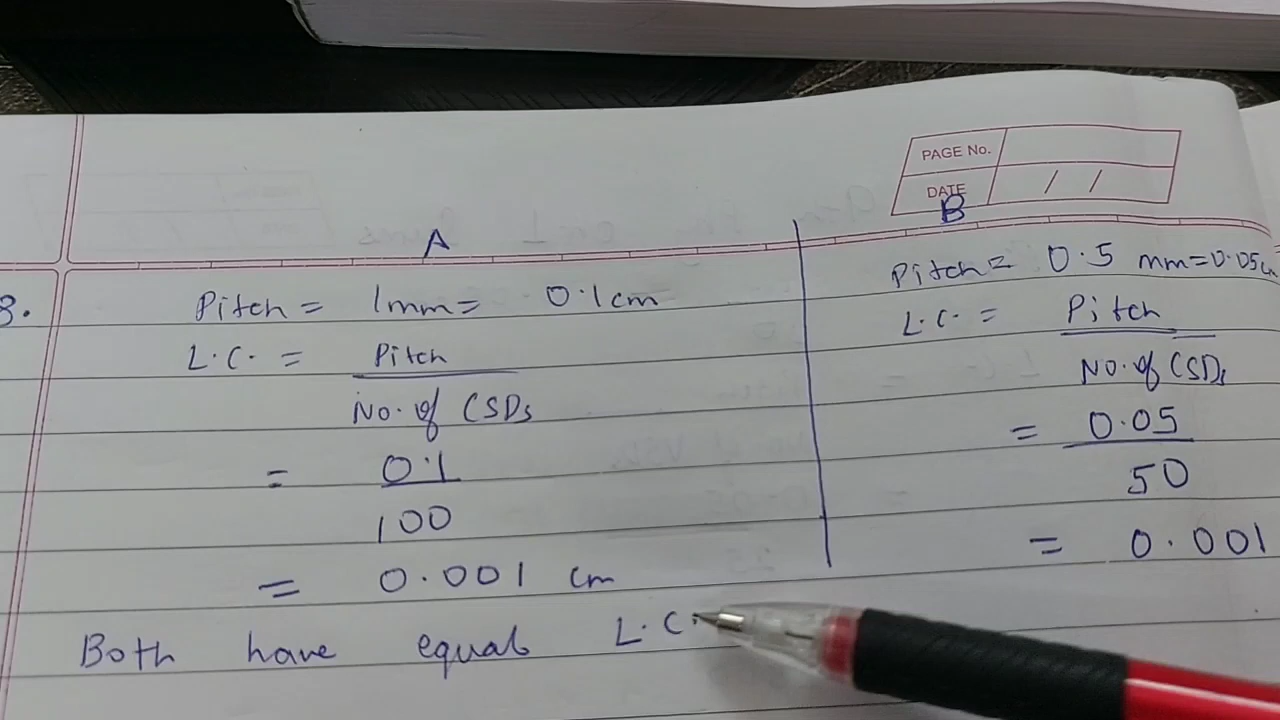 PAGE No.
DATE / /
A
3. Pitch = 1mm = 0.1cm
L.C. = Pitch
No. of CSDs
= 0.1
100
= 0.001 cm
B
Pitch = 0.5 mm = 0.05cm
L.C. = Pitch
No. of CSDs
= 0.05
50
= 0.001
Both have equal L.C.